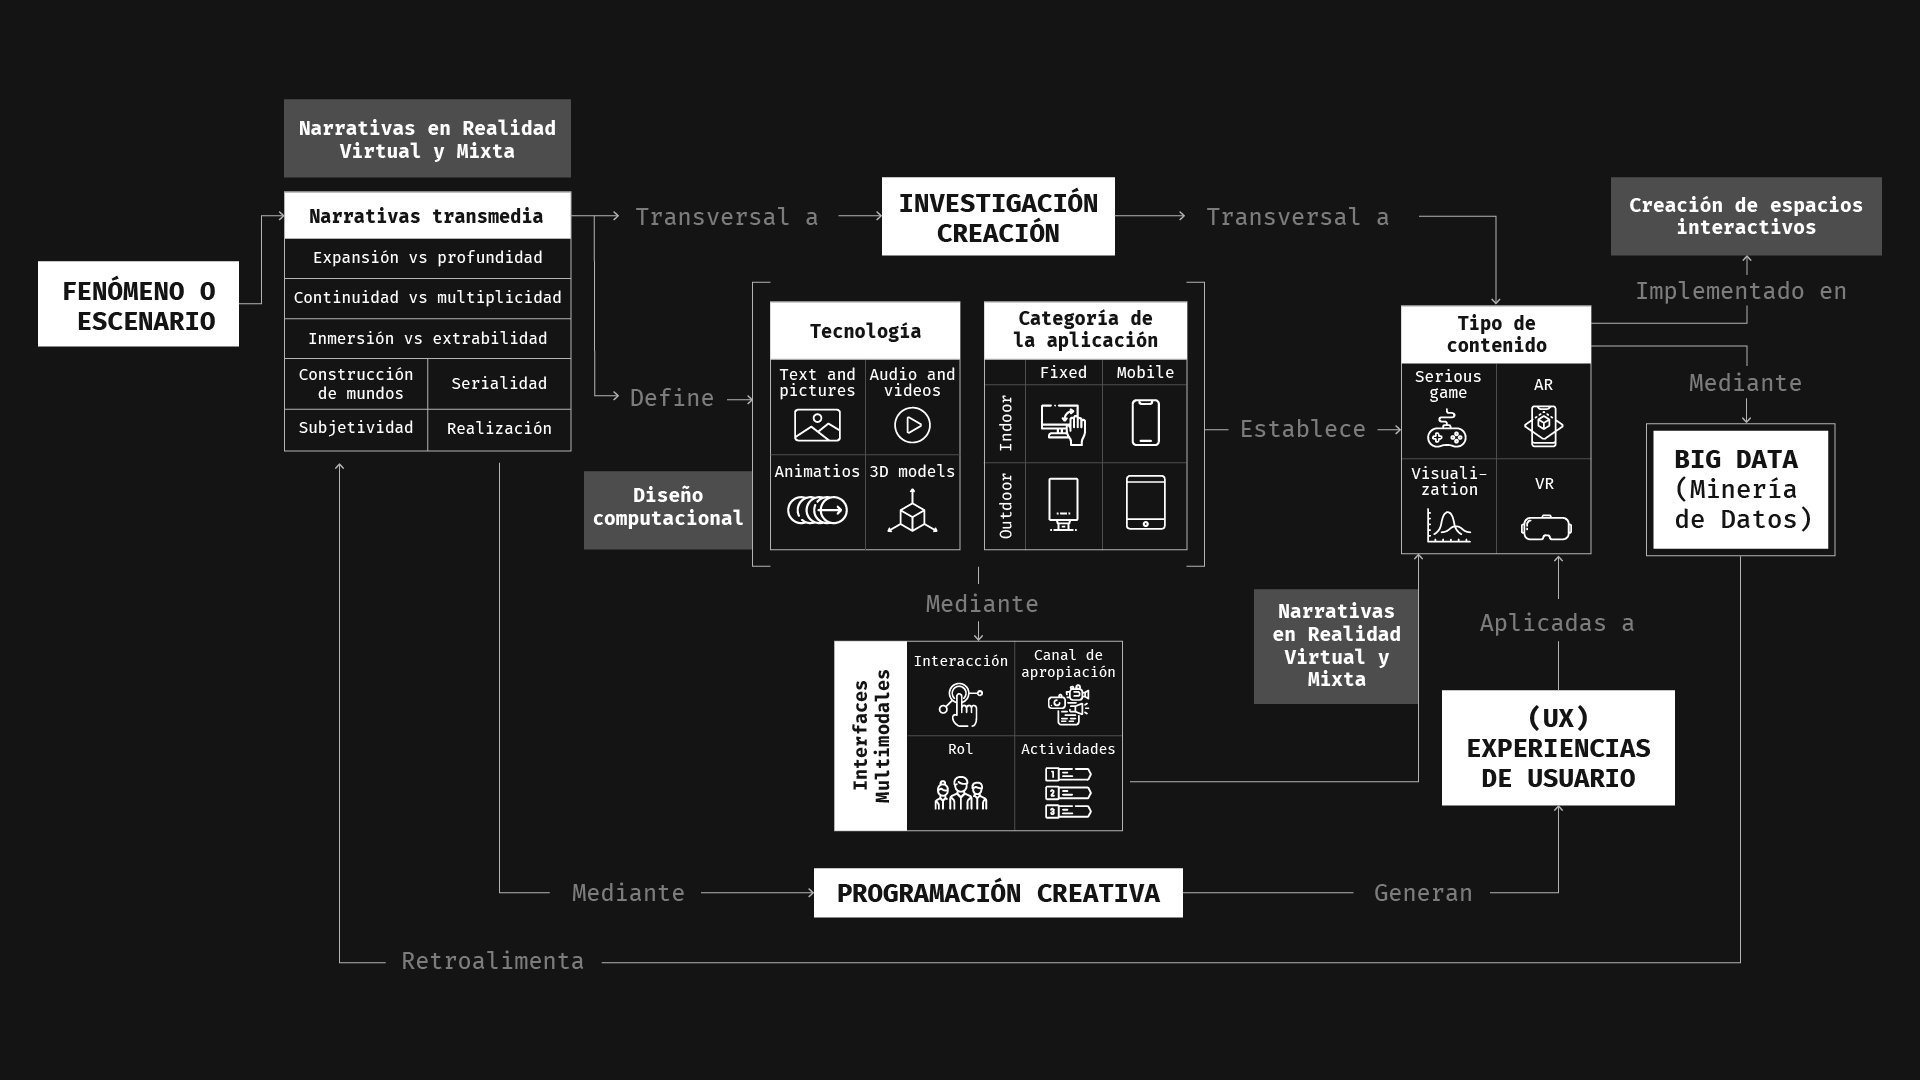 Narrativas en Realidad
Virtual y Mixta
FENÓMENO O
ESCENARIO
Narrativas transmedia
Expansión vs profundidad
Continuidad vs multiplicidad
Inmersión vs extrabilidad
Construcción
de mundos
Serialidad
Subjetividad
Realización
Transversal a
INVESTIGACIÓN
CREACIÓN
Transversal a
Define
Diseño
computacional
Tecnología
Text and
pictures
Audio and
videos
Animatios
3D models
Categoría de
la aplicación
Fixed
Mobile
Indoor
Outdoor
Establece
Tipo de
contenido
Serious
game
AR
Visuali-
zation
VR
Creación de espacios
interactivos
Implementado en
Mediante
BIG DATA
(Minería
de Datos)
Mediante
Interfaces
Multimodales
Interacción
Canal de
apropiación
Rol
Actividades
1
2
3
Narrativas
en Realidad
Virtual y
Mixta
Aplicadas a
(UX)
EXPERIENCIAS
DE USUARIO
Mediante
PROGRAMACIÓN CREATIVA
Generan
Retroalimenta